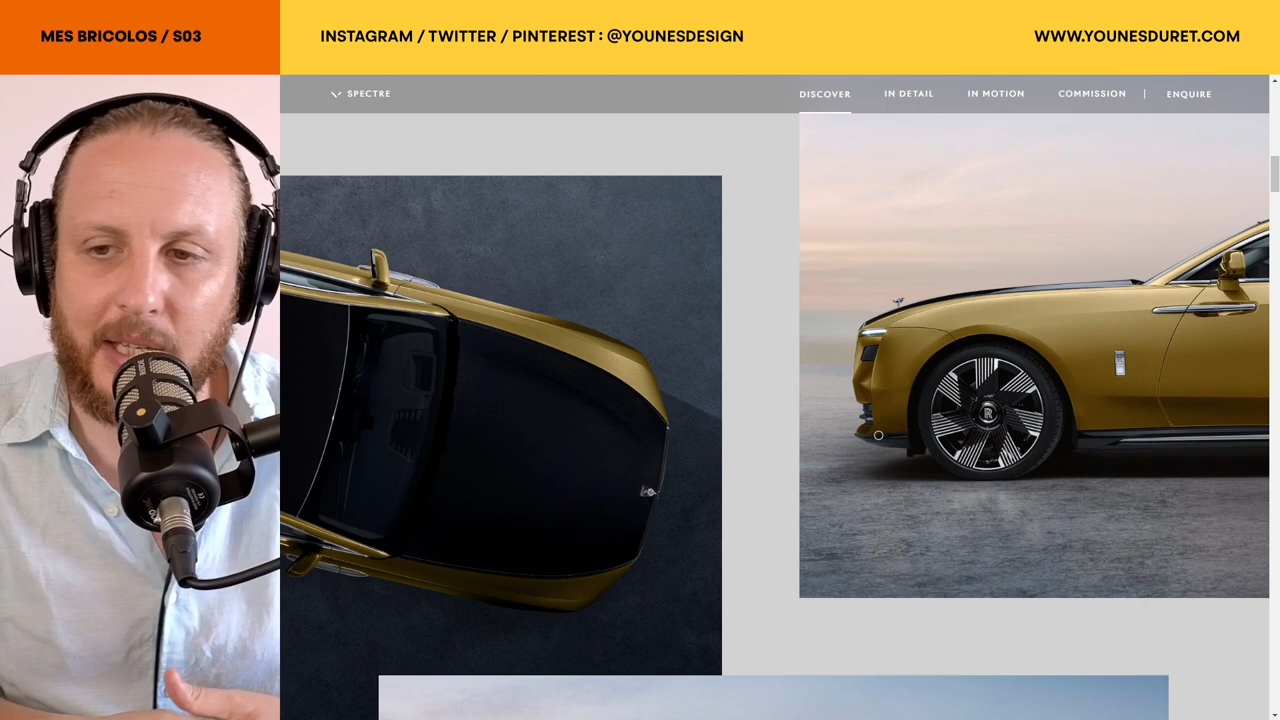 MES BRICOLOS / S03
INSTAGRAM / TWITTER / PINTEREST : @YOUNESDESIGN
WWW.YOUNESDURET.COM
SPECTRE
DISCOVER
IN DETAIL
IN MOTION
COMMISSION
ENQUIRE